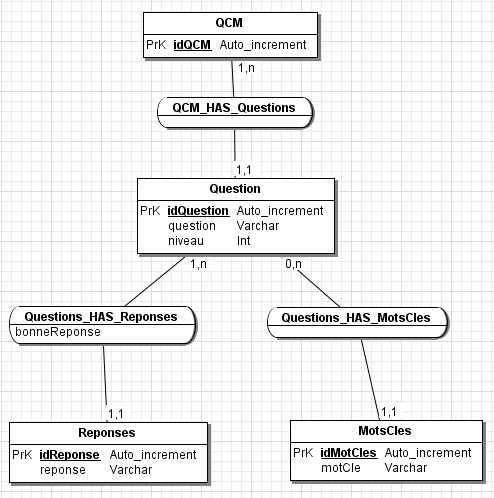 QCM
PrK idQCM Auto_increment
1,n
QCM_HAS_Questions
1,1
Question
PrK idQuestion Auto_increment
question Varchar
niveau Int
1,n 0,n
Questions_HAS_Reponses
bonneReponse
Questions_HAS_MotsCles
1,1 1,1
Reponses
PrK idReponse Auto_increment
reponse Varchar
MotsCles
PrK idMotCles Auto_increment
motCle Varchar